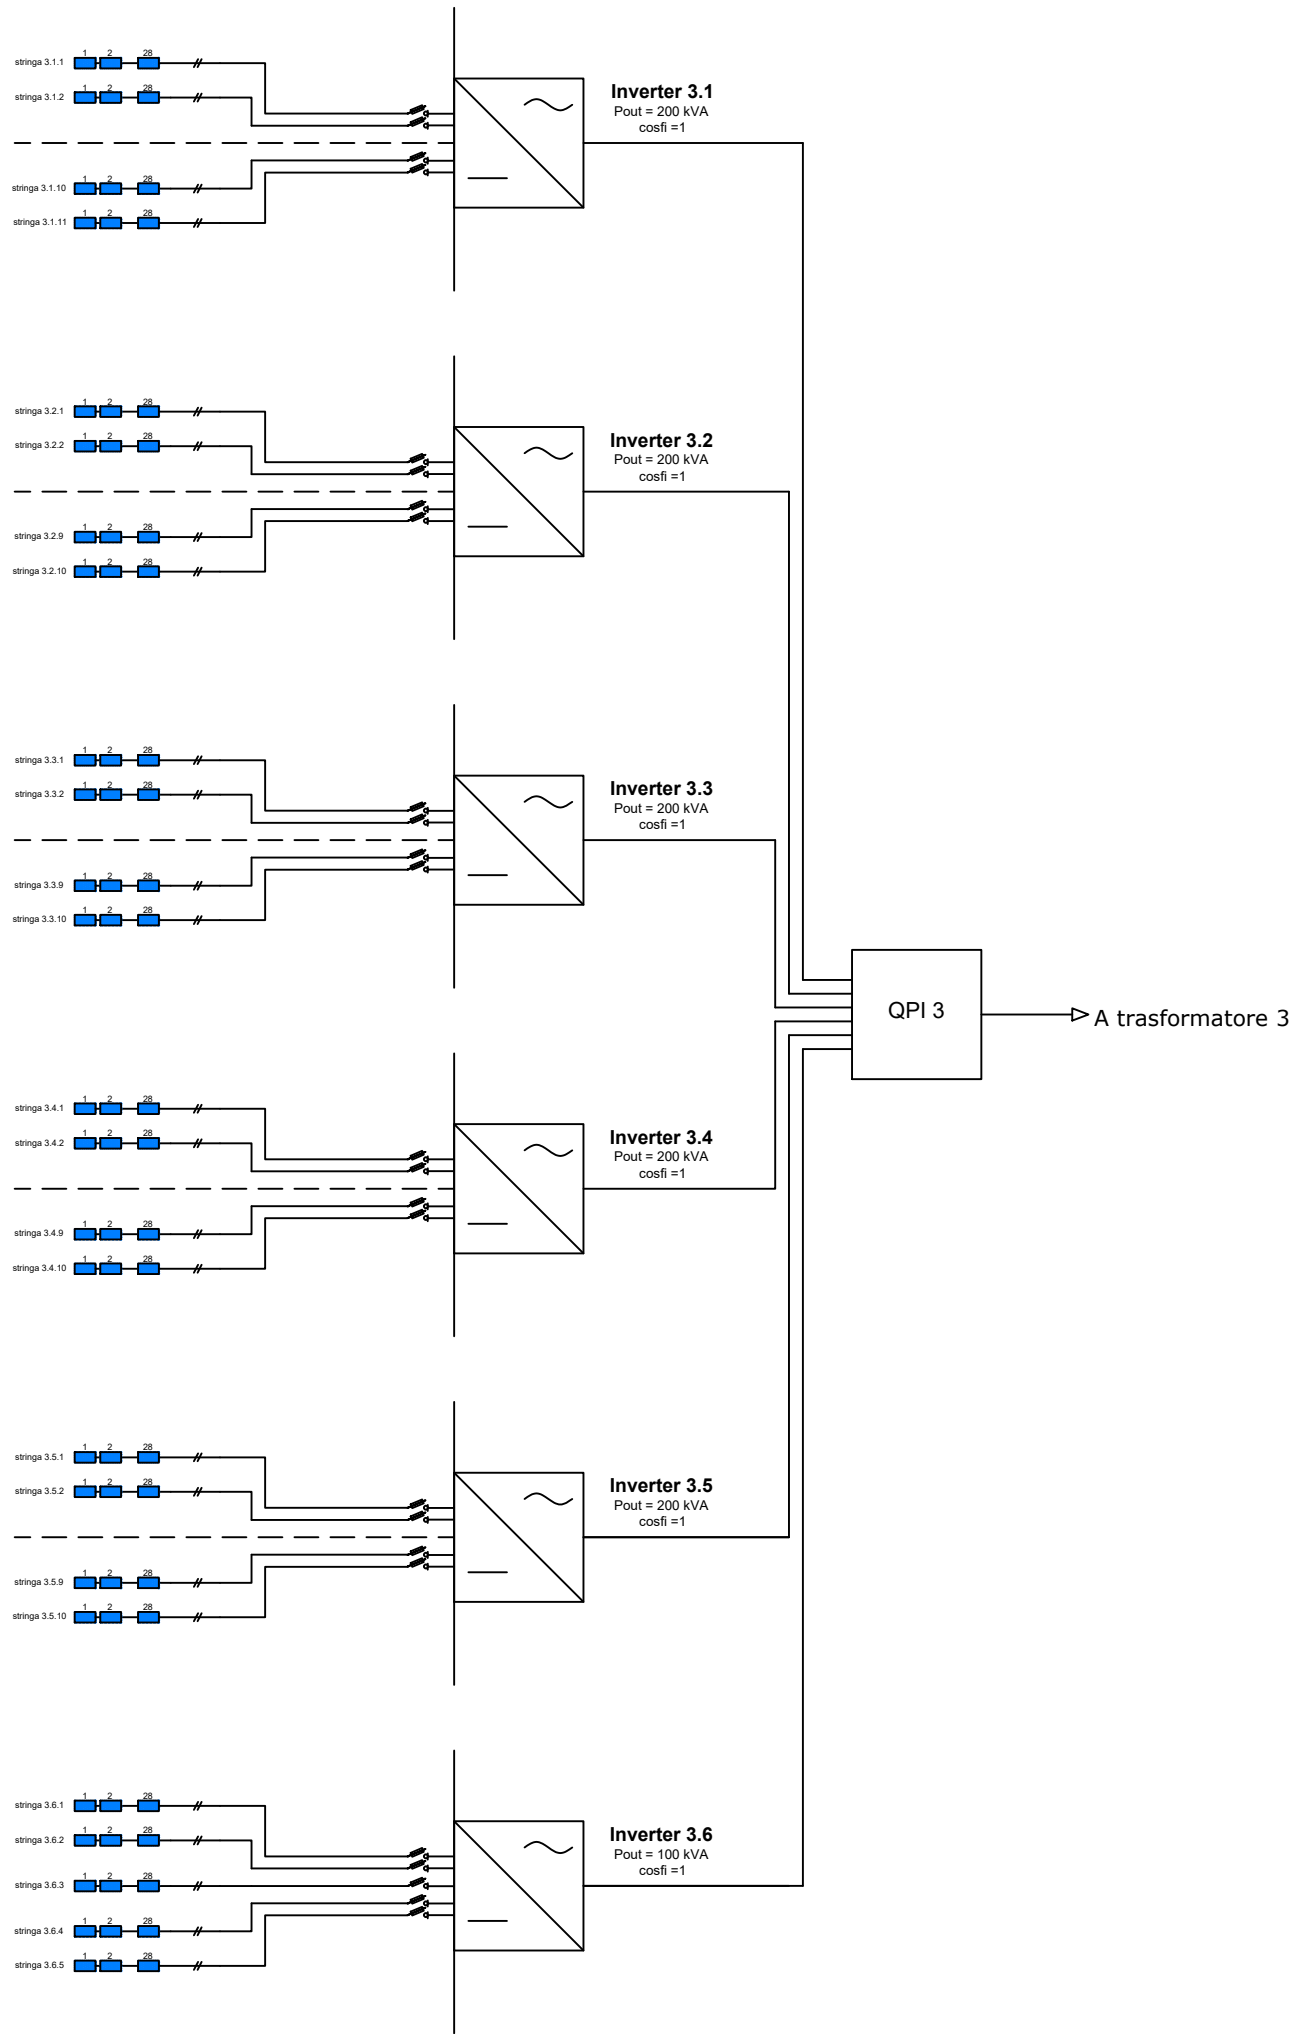 1 2 28
stringa 3.1.1
1 2 28
stringa 3.1.2
Inverter 3.1
Pout = 200 kVA
cosfi =1
1 2 28
stringa 3.1.10
1 2 28
stringa 3.1.11
1 2 28
stringa 3.2.1
1 2 28
stringa 3.2.2
Inverter 3.2
Pout = 200 kVA
cosfi =1
1 2 28
stringa 3.2.9
1 2 28
stringa 3.2.10
1 2 28
stringa 3.3.1
1 2 28
stringa 3.3.2
Inverter 3.3
Pout = 200 kVA
cosfi =1
1 2 28
stringa 3.3.9
1 2 28
stringa 3.3.10
QPI 3
A trasformatore 3
1 2 28
stringa 3.4.1
1 2 28
stringa 3.4.2
Inverter 3.4
Pout = 200 kVA
cosfi =1
1 2 28
stringa 3.4.9
1 2 28
stringa 3.4.10
1 2 28
stringa 3.5.1
1 2 28
stringa 3.5.2
Inverter 3.5
Pout = 200 kVA
cosfi =1
1 2 28
stringa 3.5.9
1 2 28
stringa 3.5.10
1 2 28
stringa 3.6.1
1 2 28
stringa 3.6.2
Inverter 3.6
Pout = 100 kVA
cosfi =1
1 2 28
stringa 3.6.3
1 2 28
stringa 3.6.4
1 2 28
stringa 3.6.5